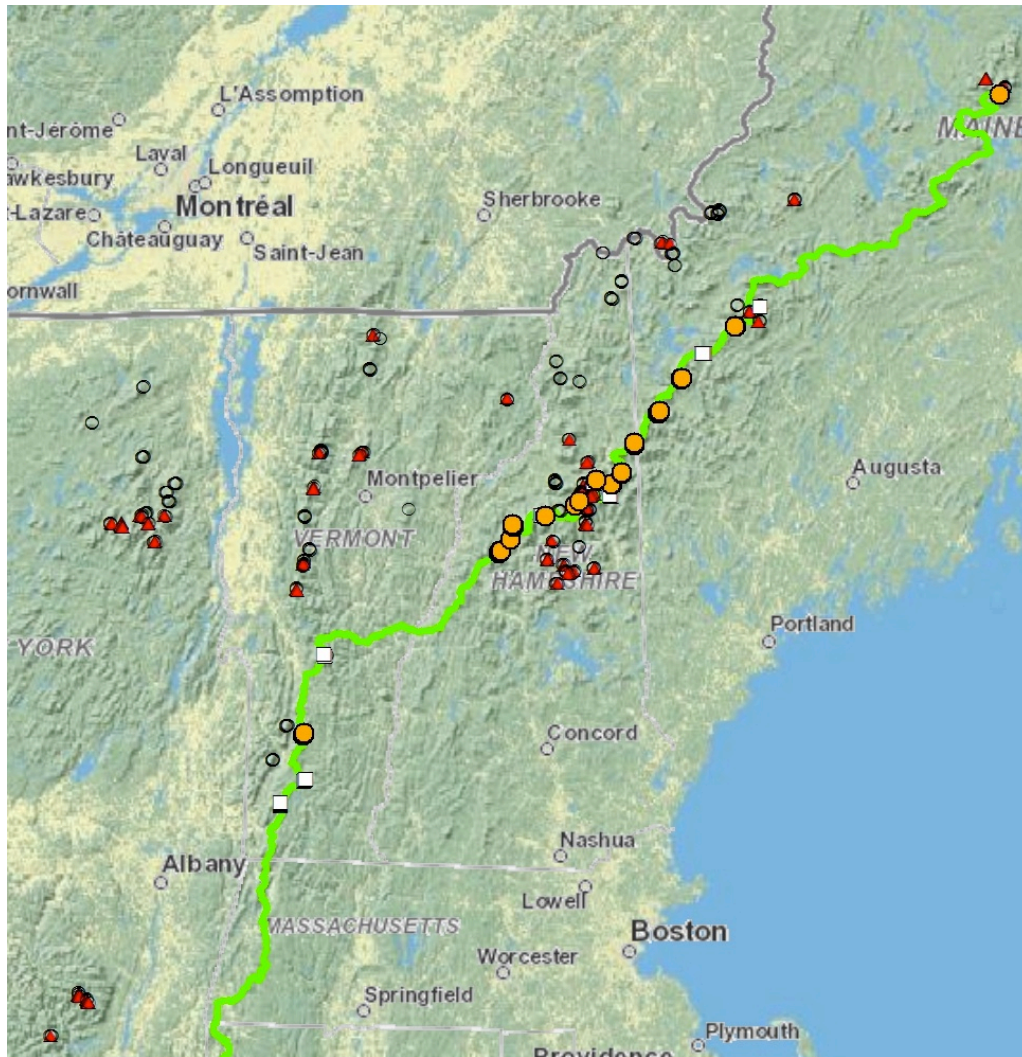 L'Assomption
nt-Jérôme
Laval
Longueuil
awkesbury
Montréal
Sherbrooke
t-Lazare
Châteauguay
Saint-Jean
ornwall
MAINE
Montpelier
Augusta
VERMONT
NEW
HAMPSHIRE
YORK
Portland
Concord
Nashua
Albany
Lowell
MASSACHUSETTS
Boston
Worcester
Springfield
Plymouth
Providence